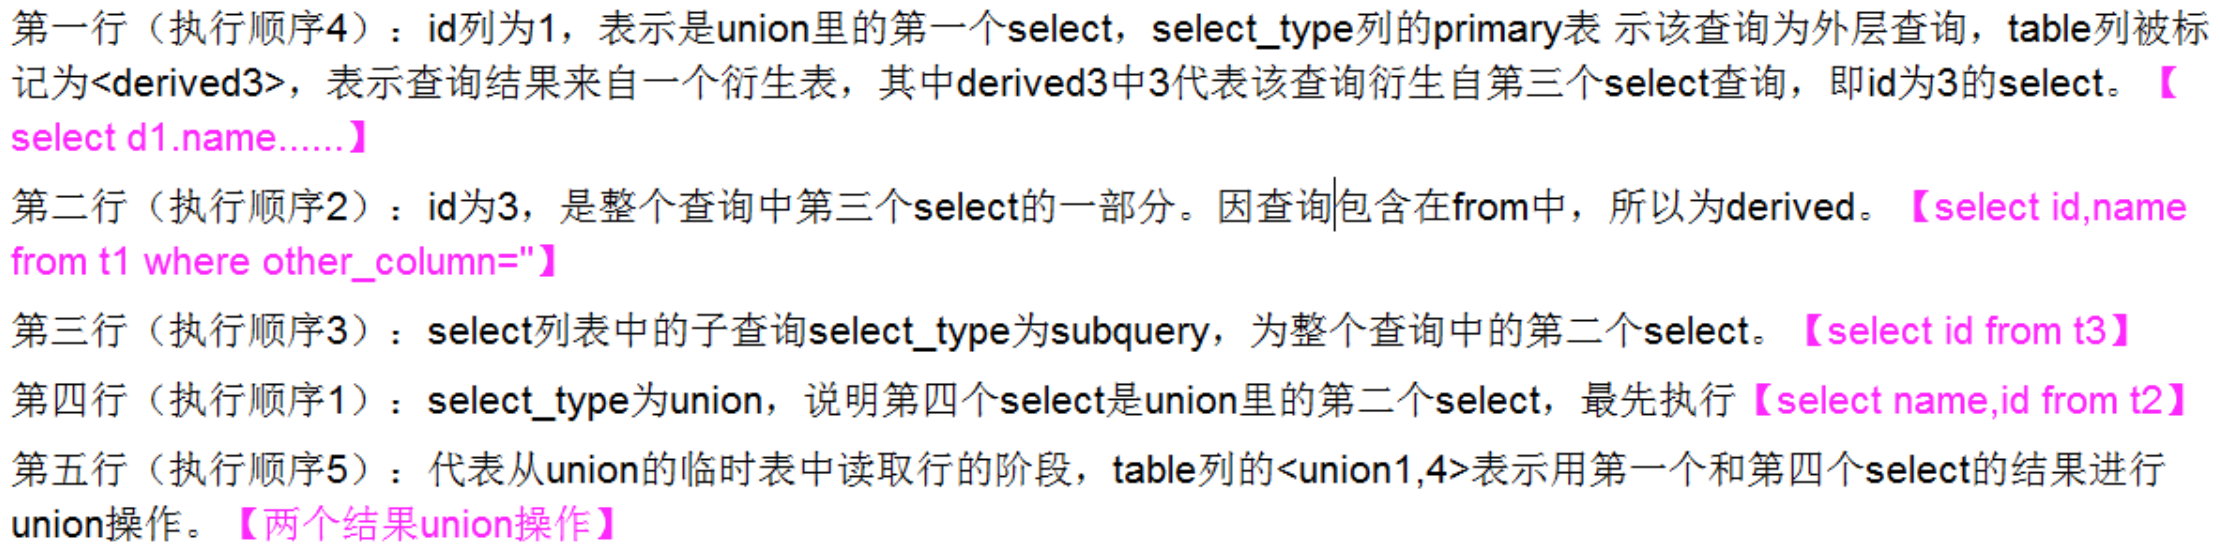 第一行（执行顺序4）：id列为1，表示是union里的第一个select，select_type列的primary表 示该查询为外层查询，table列被标
记为<derived3>，表示查询结果来自一个衍生表，其中derived3中3代表该查询衍生自第三个select查询，即id为3的select。【
select d1.name......】
第二行（执行顺序2）：id为3，是整个查询中第三个select的一部分。因查询包含在from中，所以为derived。【select id,name
from t1 where other_column=''】
第三行（执行顺序3）：select列表中的子查询select_type为subquery，为整个查询中的第二个select。【select id from t3】
第四行（执行顺序1）：select_type为union，说明第四个select是union里的第二个select，最先执行【select name,id from t2】
第五行（执行顺序5）：代表从union的临时表中读取行的阶段，table列的<union1,4>表示用第一个和第四个select的结果进行
union操作。【两个结果union操作】